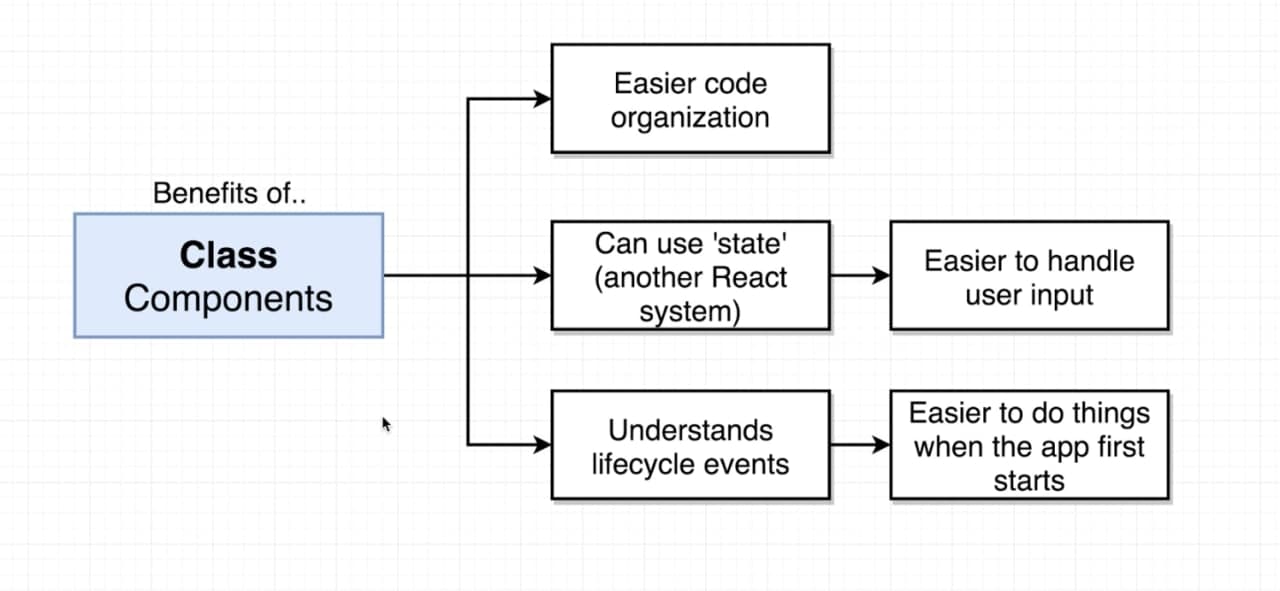 Benefits of..
Class
Components
Easier code
organization
Can use 'state'
(another React
system)
Easier to handle
user input
Understands
lifecycle events
Easier to do things
when the app first
starts